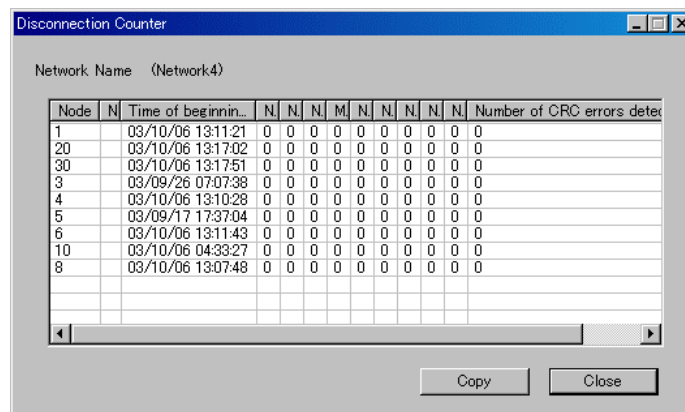 Disconnection Counter
Network Name (Network4)
Node N Time of beginnin... N. N. N. M. N. N. N. N. N. Number of CRC errors detec
1 03/10/06 13:11:21 0 0 0 0 0 0 0 0 0 0
20 03/10/06 13:17:02 0 0 0 0 0 0 0 0 0 0
30 03/10/06 13:17:51 0 0 0 0 0 0 0 0 0 0
3 03/09/26 07:07:38 0 0 0 0 0 0 0 0 0 0
4 03/10/06 13:10:28 0 0 0 0 0 0 0 0 0 0
5 03/09/17 17:37:04 0 0 0 0 0 0 0 0 0 0
6 03/10/06 13:11:43 0 0 0 0 0 0 0 0 0 0
10 03/10/06 04:33:27 0 0 0 0 0 0 0 0 0 0
8 03/10/06 13:07:48 0 0 0 0 0 0 0 0 0 0
Copy Close